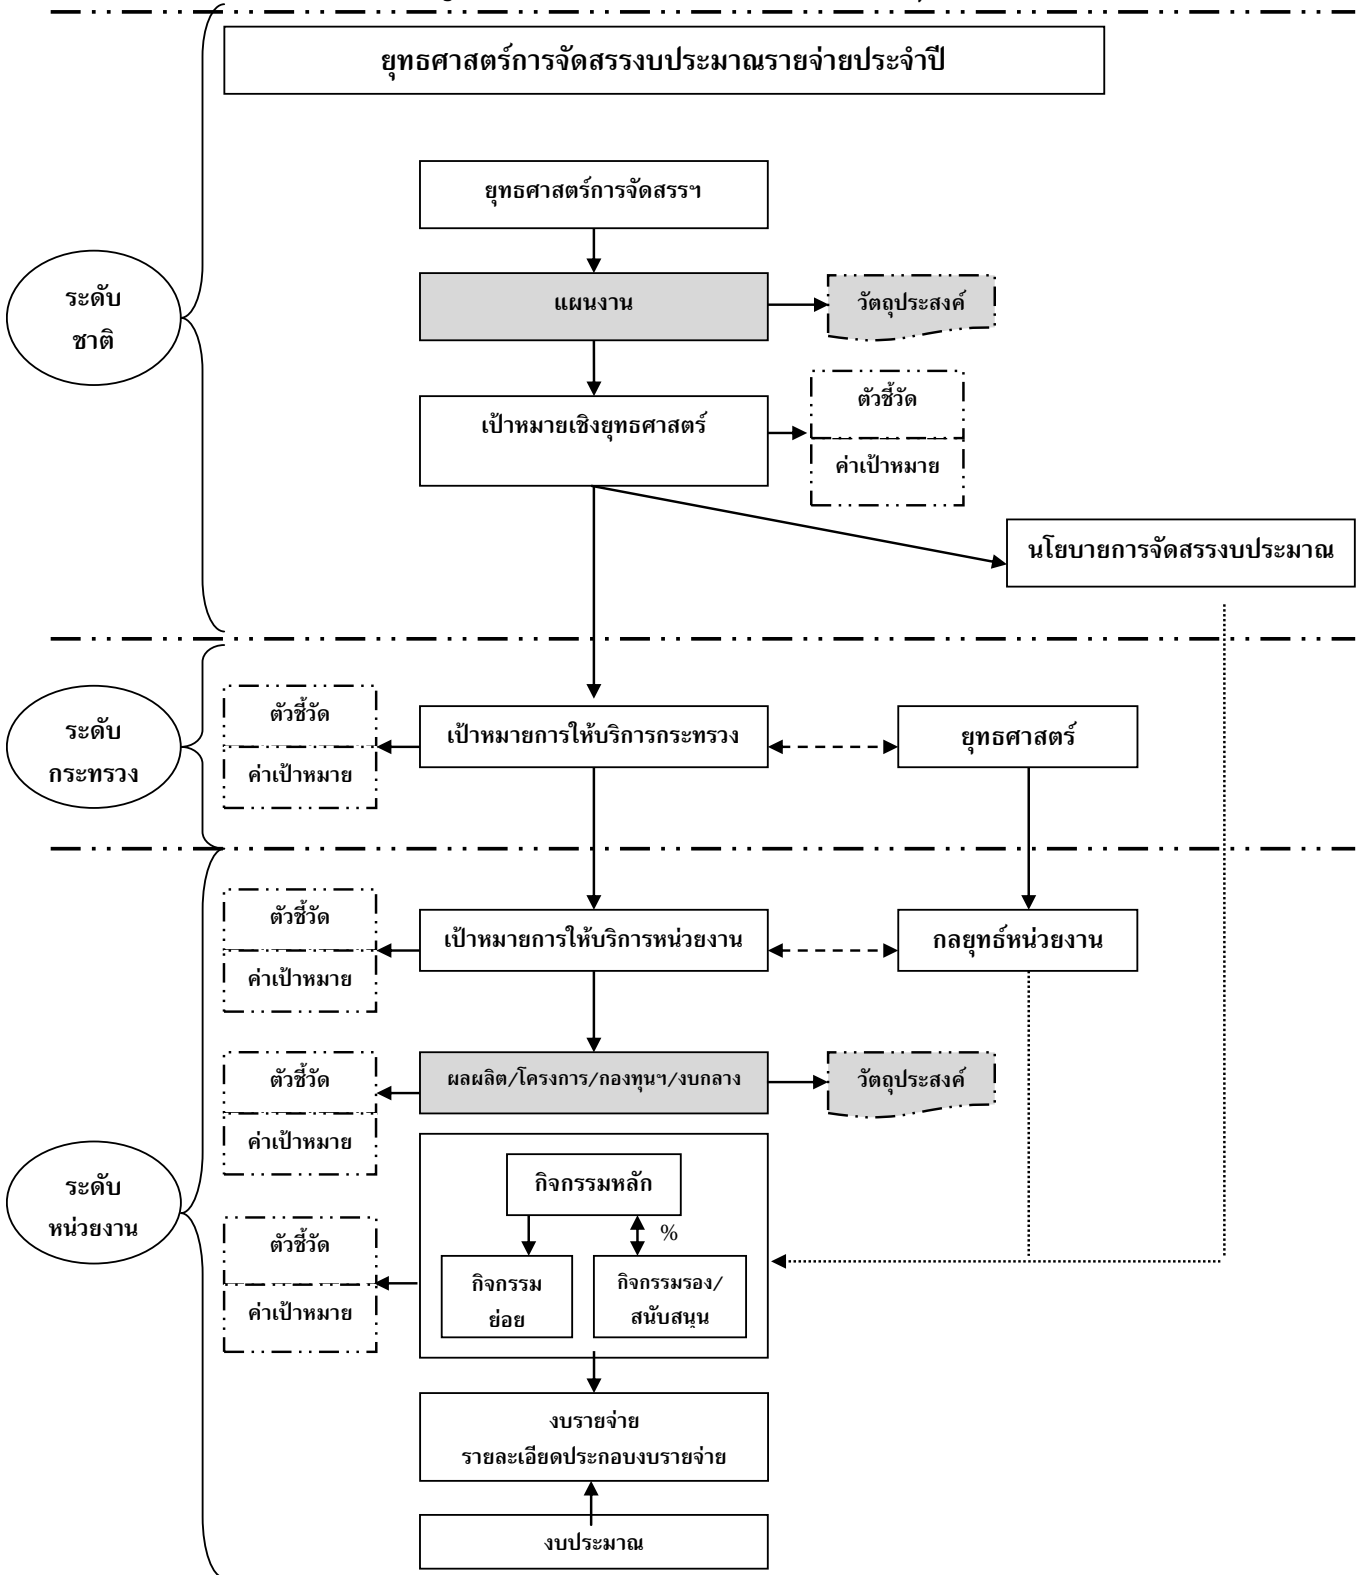 ยุทธศาสตร์การจัดสรรงบประมาณรายจ่ายประจำปี
ยุทธศาสตร์การจัดสรรฯ
ระดับ
ชาติ
แผนงาน
วัตถุประสงค์
เป้าหมายเชิงยุทธศาสตร์
ตัวชี้วัด
ค่าเป้าหมาย
นโยบายการจัดสรรงบประมาณ
ระดับ
กระทรวง
ตัวชี้วัด
ค่าเป้าหมาย
เป้าหมายการให้บริการกระทรวง
ยุทธศาสตร์
ตัวชี้วัด
ค่าเป้าหมาย
เป้าหมายการให้บริการหน่วยงาน
กลยุทธ์หน่วยงาน
ตัวชี้วัด
ค่าเป้าหมาย
ผลผลิต/โครงการ/กองทุนฯ/งบกลาง
วัตถุประสงค์
ระดับ
หน่วยงาน
กิจกรรมหลัก
%
ตัวชี้วัด
ค่าเป้าหมาย
กิจกรรม
ย่อย
กิจกรรมรอง/
สนับสนุน
งบรายจ่าย
รายละเอียดประกอบงบรายจ่าย
งบประมาณ